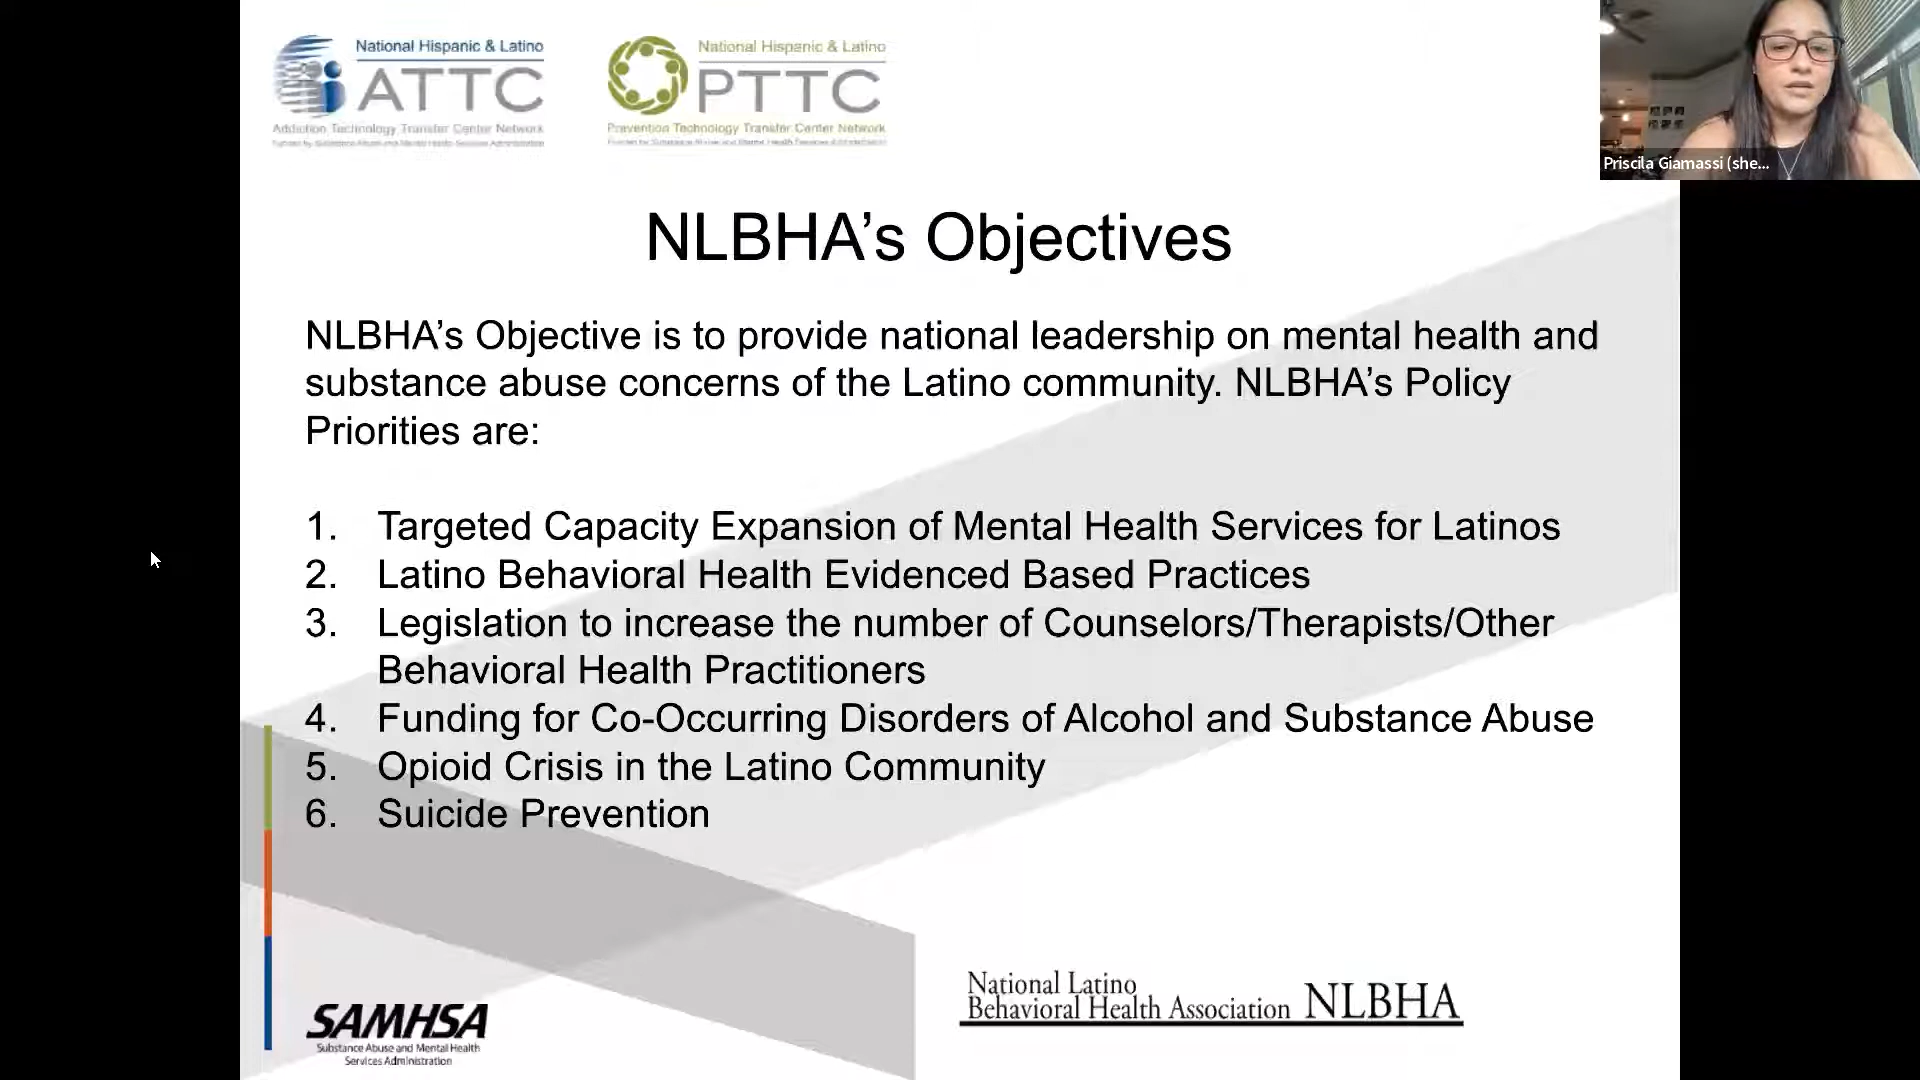 National Hispanic & Latino
ATTC
Addiction Technology Transfer Center Network
Funded by Substance Abuse and Mental Health Services Administration
National Hispanic & Latino
PTTC
Prevention Technology Transfer Center Network
Funded by Substance Abuse and Mental Health Services Administration
Priscila Giamassi (she...
NLBHA’s Objectives
NLBHA’s Objective is to provide national leadership on mental health and
substance abuse concerns of the Latino community. NLBHA’s Policy
Priorities are:
1. Targeted Capacity Expansion of Mental Health Services for Latinos
2. Latino Behavioral Health Evidenced Based Practices
3. Legislation to increase the number of Counselors/Therapists/Other
Behavioral Health Practitioners
4. Funding for Co-Occurring Disorders of Alcohol and Substance Abuse
5. Opioid Crisis in the Latino Community
6. Suicide Prevention
SAMHSA
Substance Abuse and Mental Health
Services Administration
National Latino
Behavioral Health Association NLBHA